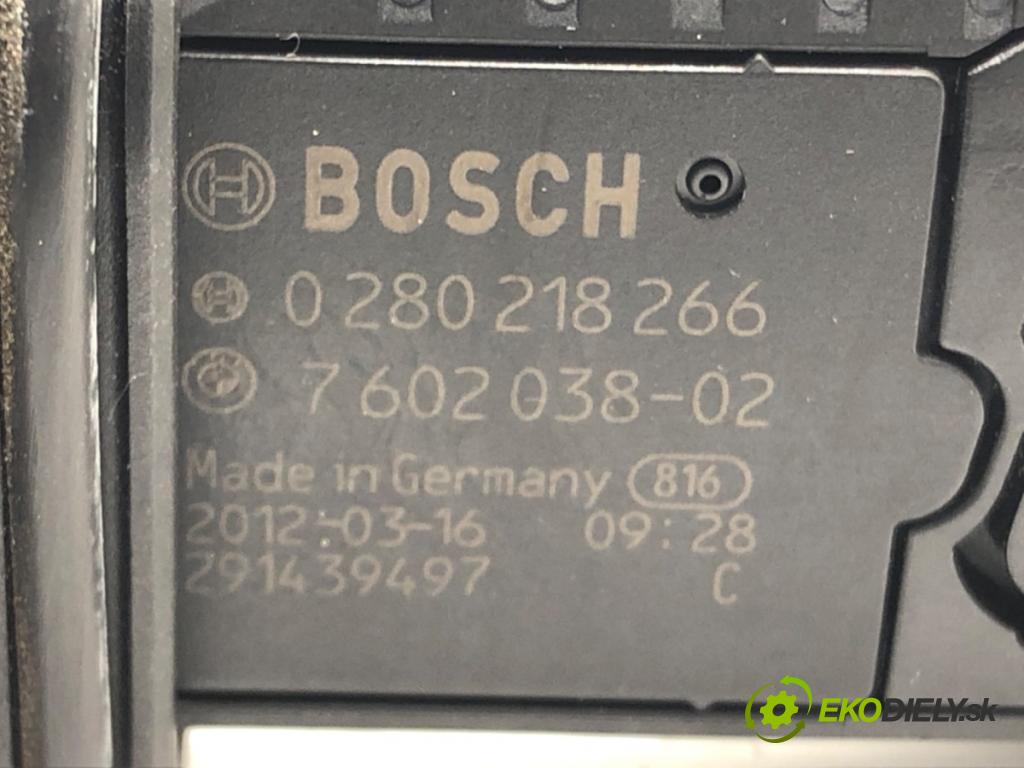 BOSCH
0 280 218 266
7 602 038-02
Made in Germany 816
2012-03-16 09:28
291439497 C
EKODIELY.sk